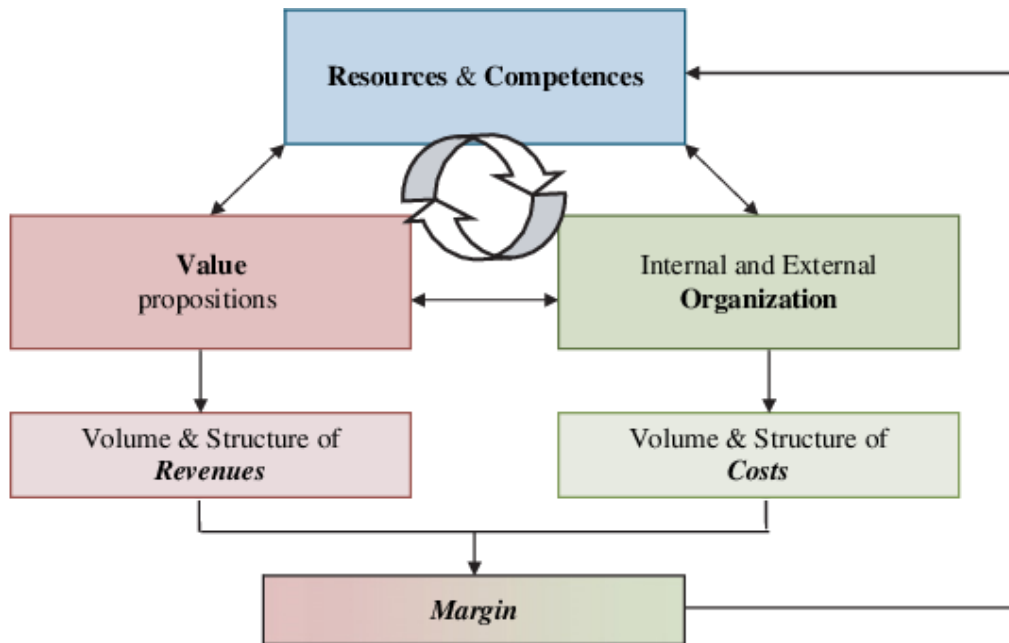 Resources & Competences
Value
propositions
Internal and External
Organization
Volume & Structure of
Revenues
Volume & Structure of
Costs
Margin